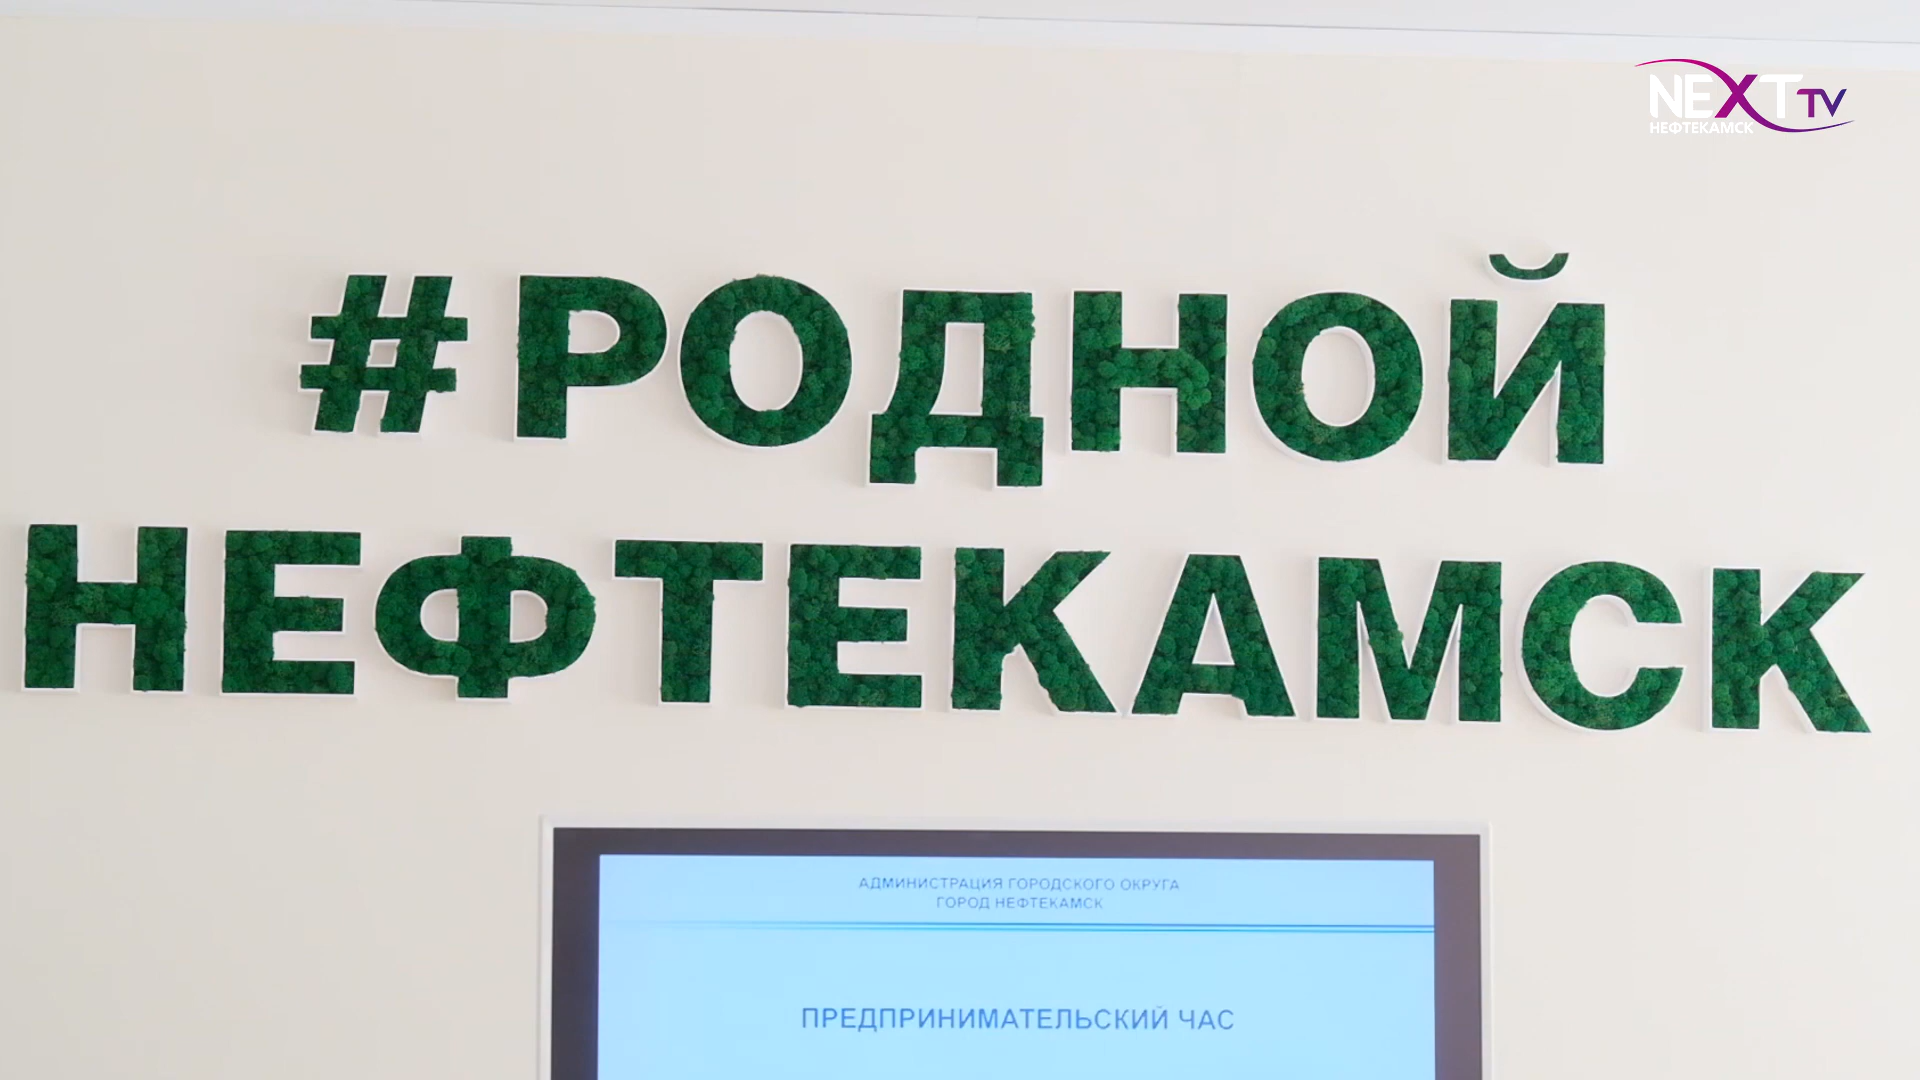 NEXT TV
НЕФТЕКАМСК
#РОДНОЙ
НЕФТЕКАМСК
АДМИНИСТРАЦИЯ ГОРОДСКОГО ОКРУГА
ГОРОД НЕФТЕКАМСК
ПРЕДПРИНИМАТЕЛЬСКИЙ ЧАС